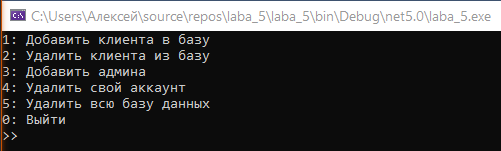 C:\Users\Алексей\source\repos\laba_5\laba_5\bin\Debug\net5.0\laba_5.exe
1: Добавить клиента в базу
2: Удалить клиента из базу
3: Добавить админа
4: Удалить свой аккаунт
5: Удалить всю базу данных
0: Выйти
>>